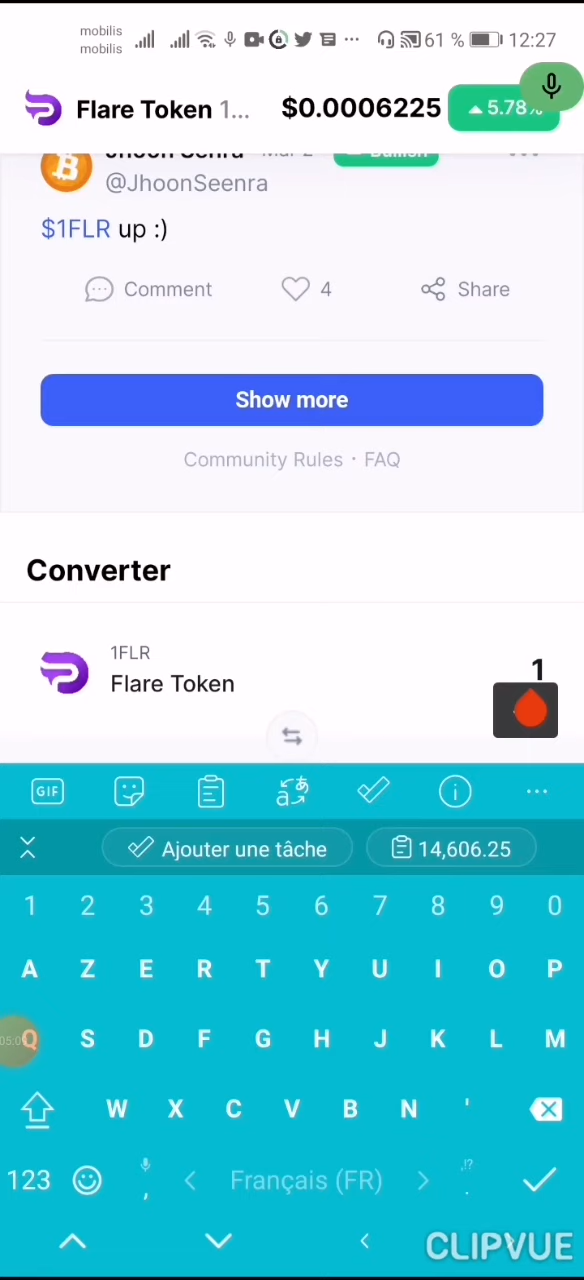 mobilis
mobilis
61 % 12:27
Flare Token 1... $0.0006225 5.78%
@JhoonSeenra
$1FLR up :)
Comment 4 Share
Show more
Community Rules · FAQ
Converter
1FLR
Flare Token
1
GIF
Ajouter une tâche 14,606.25
1 2 3 4 5 6 7 8 9 0
A Z E R T Y U I O P
Q S D F G H J K L M
W X C V B N '
123 , Français (FR) .
CLIPVUE